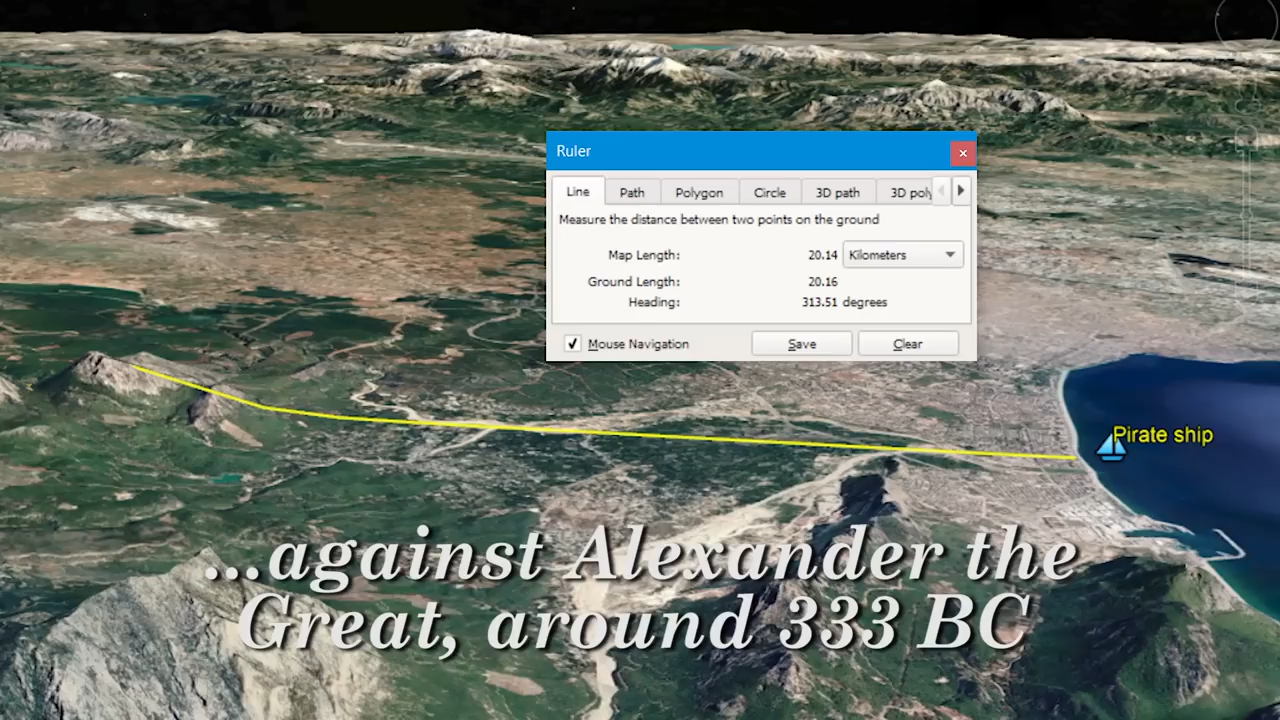 Ruler
Line Path Polygon Circle 3D path 3D poly
Measure the distance between two points on the ground
Map Length: 20.14 Kilometers
Ground Length: 20.16
Heading: 313.51 degrees
Mouse Navigation Save Clear
Pirate ship
...against Alexander the
Great, around 333 BC